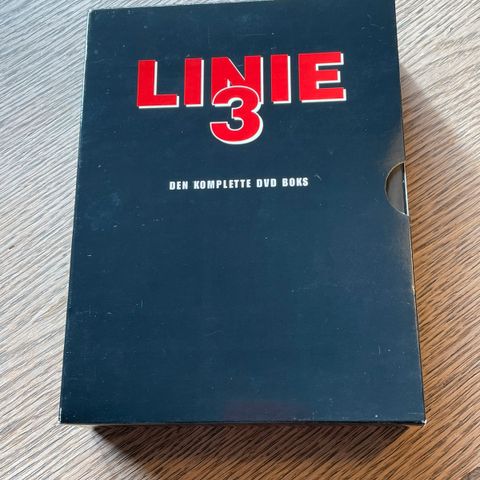 LINIE
3
DEN KOMPLETTE DVD BOKS